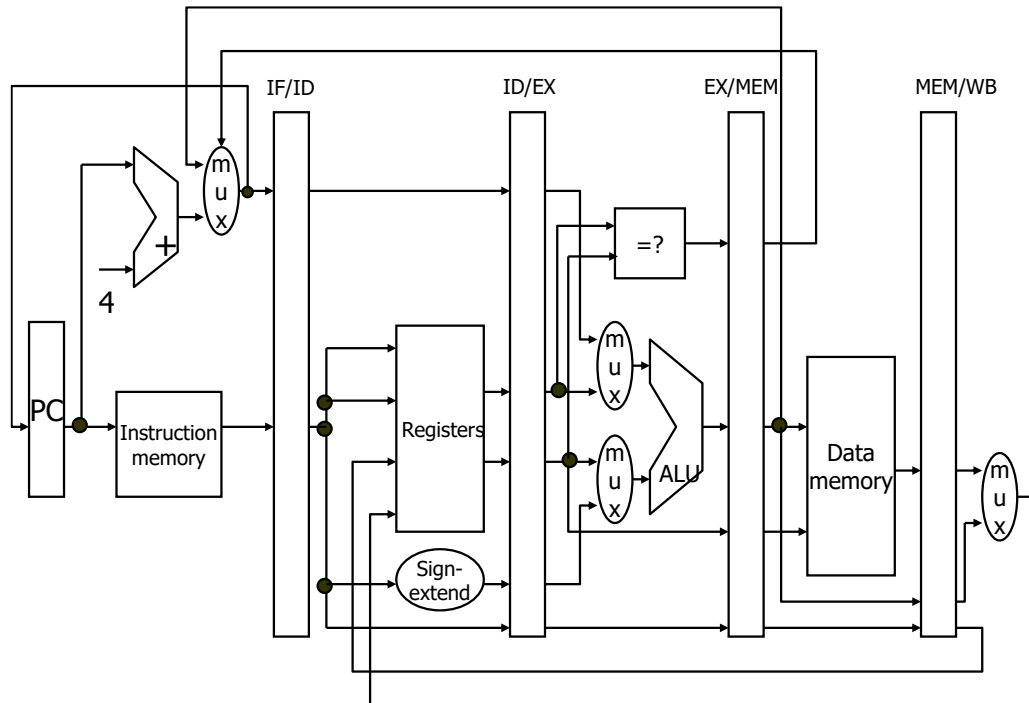 IF/ID
ID/EX
EX/MEM
MEM/WB
m
u
x
+
4
=?
PC
Instruction
memory
Registers
Sign-
extend
m
u
x
m
u
x
ALU
Data
memory
m
u
x